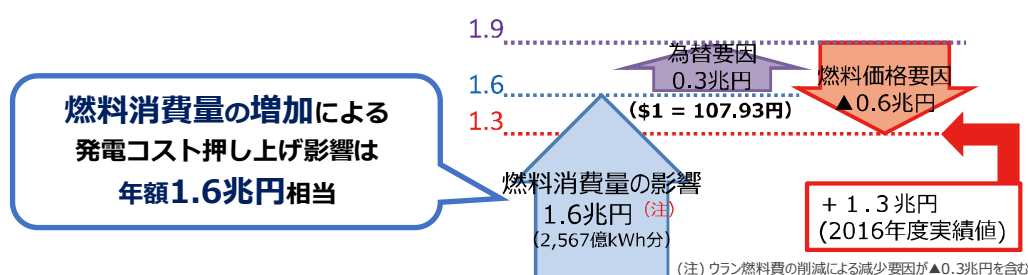 燃料消費量の増加による
発電コスト押し上げ影響は
年額1.6兆円相当
1.9
1.6
1.3
為替要因
0.3兆円
($1 = 107.93円)
燃料価格要因
▲0.6兆円
燃料消費量の影響
1.6兆円 (注)
(2,567億kWh分)
+1.3兆円
(2016年度実績値)
(注) ウラン燃料費の削減による減少要因が▲0.3兆円を含む